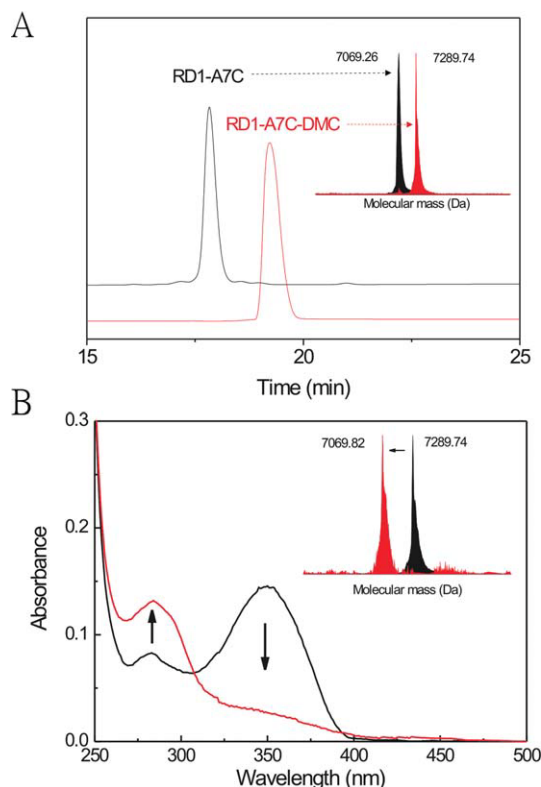 A
7069.26
7289.74
RD1-A7C
RD1-A7C-DMC
Molecular mass (Da)
15
20
25
Time (min)
B
0.3
7069.82
7289.74
0.2
Molecular mass (Da)
Absorbance
0.1
0.0
250
300
350
400
450
500
Wavelength (nm)